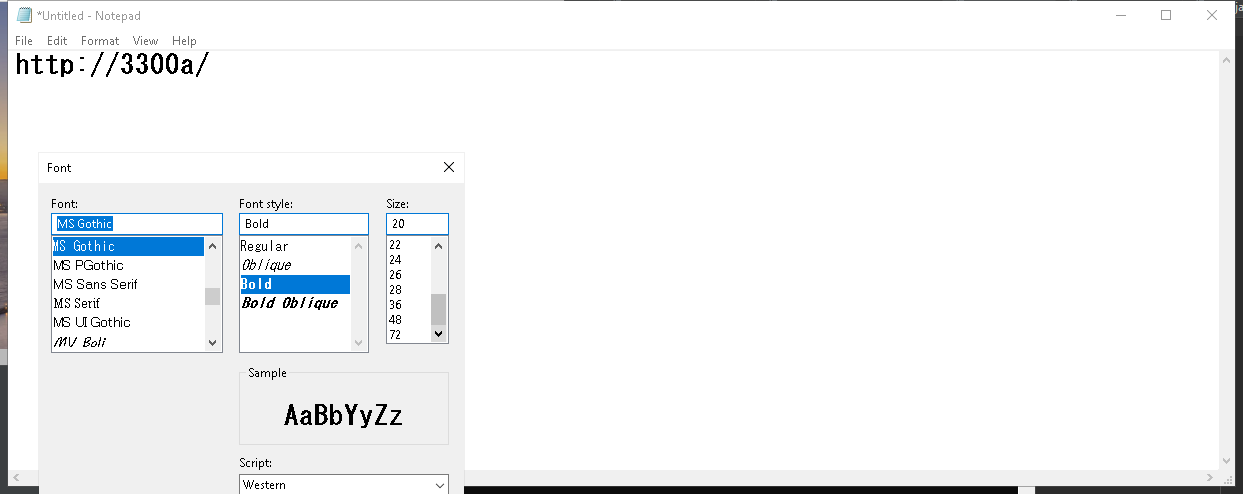 *Untitled - Notepad
File Edit Format View Help
http://3300a/
Font
Font: Font style: Size:
MS Gothic Bold 20
MS Gothic Regular 22
MS PGothic Oblique 24
MS Sans Serif Bold 26
MS Serif Bold Oblique 28
MS UI Gothic 36
MV Boli 48
72
Sample
AaBbYyZz
Script:
Western